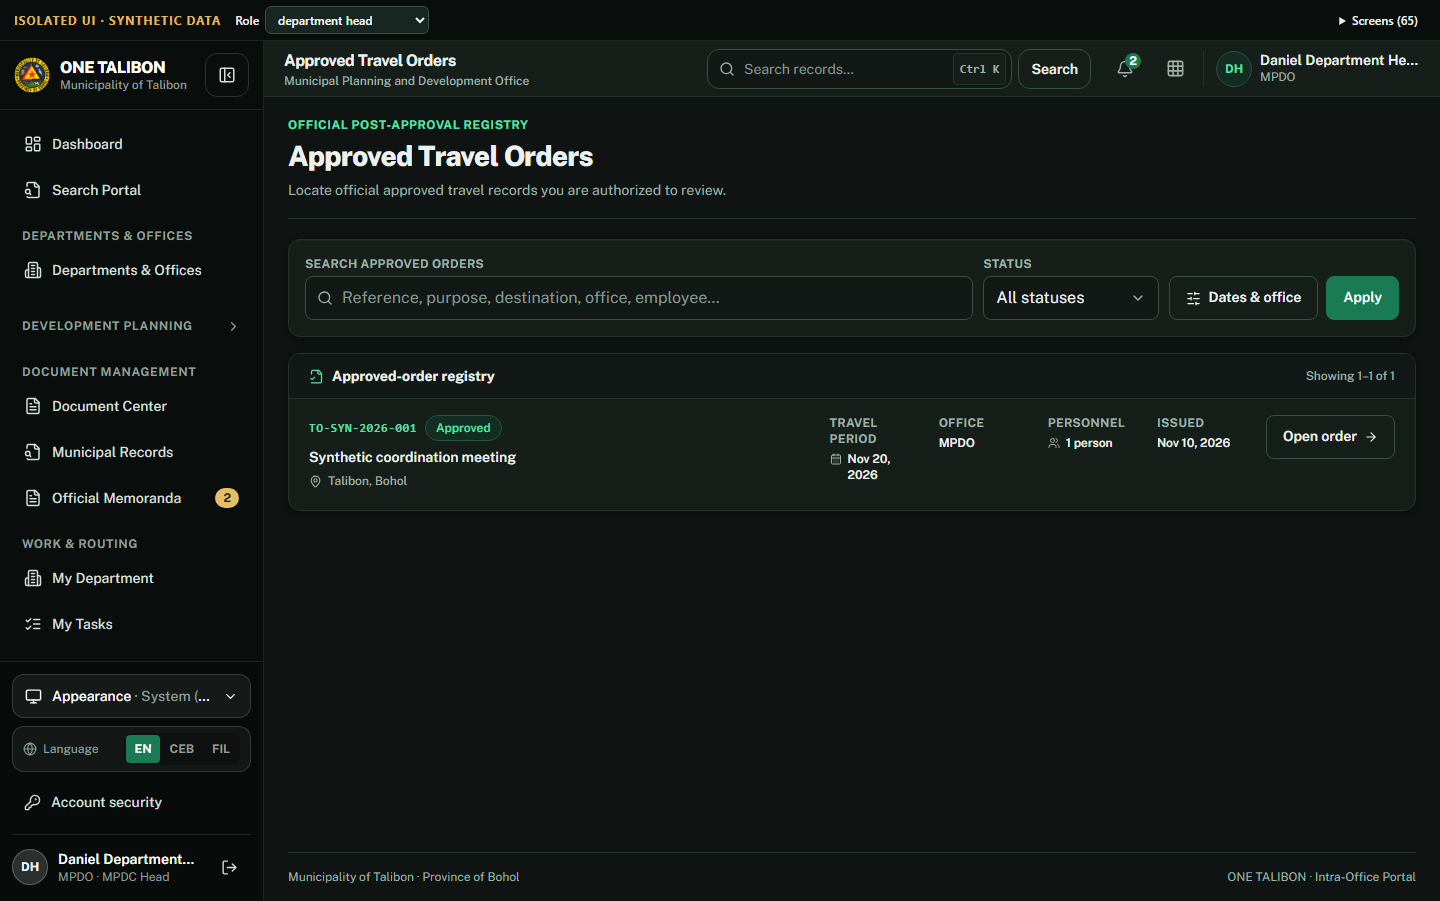 ISOLATED UI · SYNTHETIC DATA Role department head Screens (65)
ONE TALIBON
Municipality of Talibon
Approved Travel Orders
Municipal Planning and Development Office
Search records... Ctrl K Search
2
DH
Daniel Department He...
MPDO
Dashboard
Search Portal
DEPARTMENTS & OFFICES
Departments & Offices
DEVELOPMENT PLANNING
DOCUMENT MANAGEMENT
Document Center
Municipal Records
Official Memoranda 2
WORK & ROUTING
My Department
My Tasks
Appearance · System (...
Language EN CEB FIL
Account security
DH
Daniel Department...
MPDO · MPDC Head
OFFICIAL POST-APPROVAL REGISTRY
Approved Travel Orders
Locate official approved travel records you are authorized to review.
SEARCH APPROVED ORDERS
Reference, purpose, destination, office, employee...
STATUS
All statuses
Dates & office
Apply
Approved-order registry
Showing 1–1 of 1
TO-SYN-2026-001 Approved
Synthetic coordination meeting
Talibon, Bohol
TRAVEL
PERIOD
Nov 20,
2026
OFFICE
MPDO
PERSONNEL
1 person
ISSUED
Nov 10, 2026
Open order
Municipality of Talibon · Province of Bohol
ONE TALIBON · Intra-Office Portal